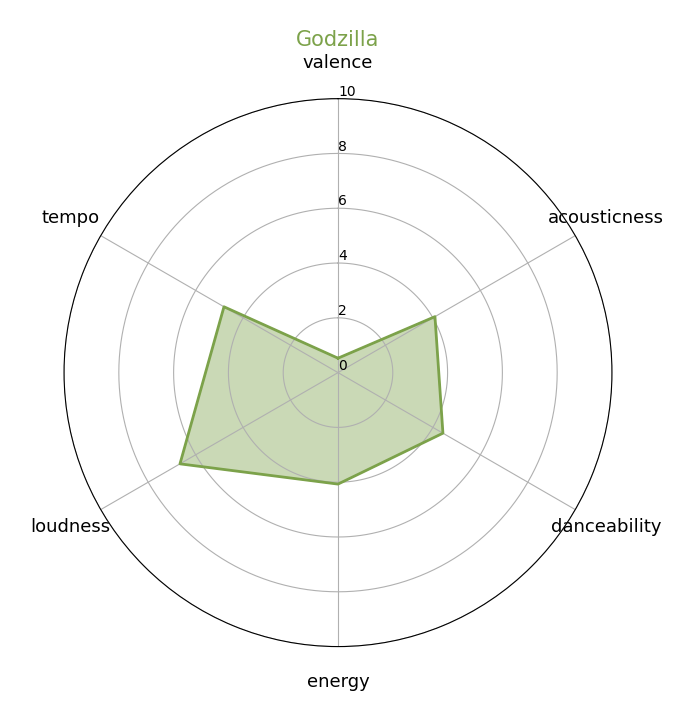 Godzilla
valence
10
8
tempo
acousticness
6
4
2
0
loudness
danceability
energy